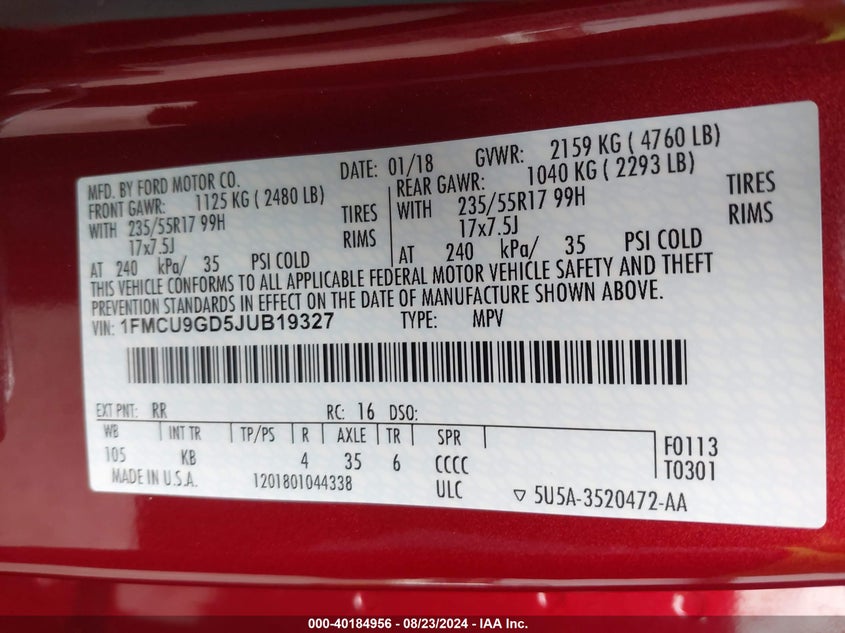 MFD. BY FORD MOTOR CO. DATE: 01/18 GVWR: 2159 KG ( 4760 LB)
FRONT GAWR: 1125 KG ( 2480 LB) REAR GAWR: 1040 KG ( 2293 LB)
WITH 235/55R17 99H TIRES WITH 235/55R17 99H TIRES
17x7.5J RIMS 17x7.5J RIMS
AT 240 kPa/ 35 PSI COLD AT 240 kPa/ 35 PSI COLD
THIS VEHICLE CONFORMS TO ALL APPLICABLE FEDERAL MOTOR VEHICLE SAFETY AND THEFT
PREVENTION STANDARDS IN EFFECT ON THE DATE OF MANUFACTURE SHOWN ABOVE.
VIN: 1FMCU9GD5JUB19327 TYPE: MPV
EXT PNT: RR RC: 16 DSO:
WB INT TR TP/PS R AXLE TR SPR F0113
105 KB 4 35 6 CCCC T0301
MADE IN U.S.A. 1201801044338 ULC ▽ 5U5A-3520472-AA
000-40184956 - 08/23/2024 - IAA Inc.